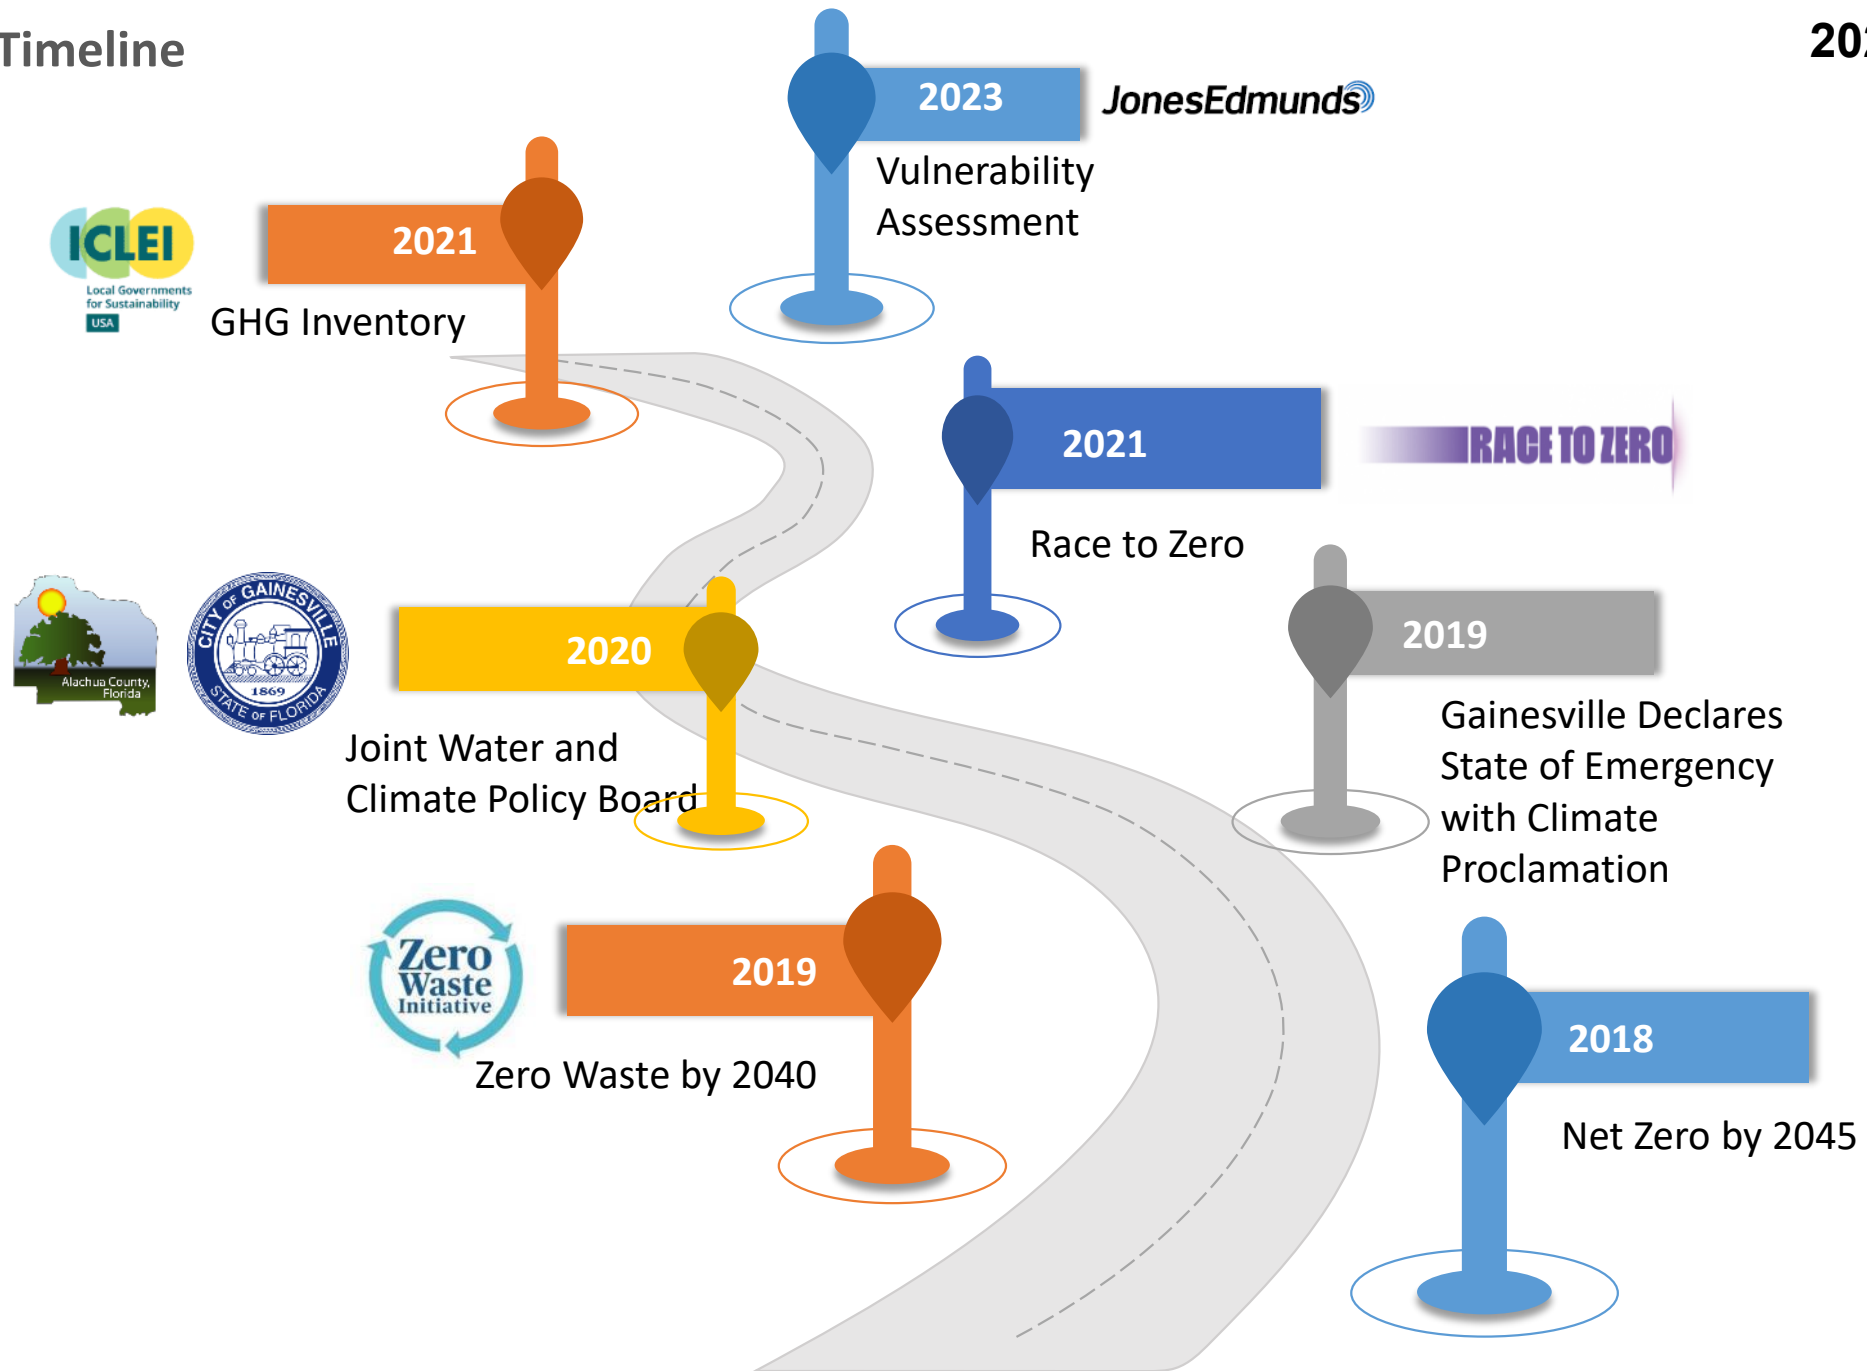 Timeline
2023
JonesEdmunds
Vulnerability
Assessment
ICLEI
Local Governments
for Sustainability
USA
2021
GHG Inventory
2021
RACE TO ZERO
Race to Zero
Alachua County,
Florida
CITY OF GAINESVILLE
1869
STATE OF FLORIDA
2020
Joint Water and
Climate Policy Board
2019
Gainesville Declares
State of Emergency
with Climate
Proclamation
Zero
Waste
Initiative
2019
Zero Waste by 2040
2018
Net Zero by 2045